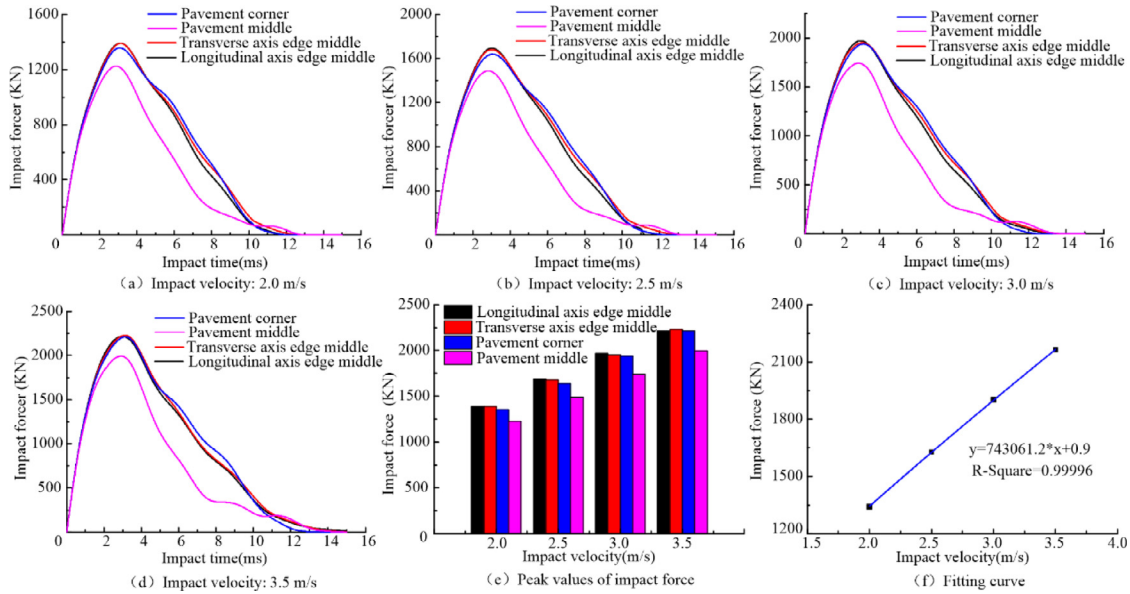 Pavement corner
Pavement middle
Transverse axis edge middle
Longitudinal axis edge middle
Impact forcer (KN)
1600
1200
800
400
0 2 4 6 8 10 12 14 16
Impact time(ms)
(a) Impact velocity: 2.0 m/s
Pavement corner
Pavement middle
Transverse axis edge middle
Longitudinal axis edge middle
Impact forcer (KN)
2000
1600
1200
800
400
0 2 4 6 8 10 12 14 16
Impact time(ms)
(b) Impact velocity: 2.5 m/s
Pavement corner
Pavement middle
Transverse axis edge middle
Longitudinal axis edge middle
Impact forcer (KN)
2000
1500
1000
500
0 2 4 6 8 10 12 14 16
Impact time(ms)
(c) Impact velocity: 3.0 m/s
Pavement corner
Pavement middle
Transverse axis edge middle
Longitudinal axis edge middle
Impact forcer (KN)
2500
2000
1500
1000
500
0 2 4 6 8 10 12 14 16
Impact time(ms)
(d) Impact velocity: 3.5 m/s
Longitudinal axis edge middle
Transverse axis edge middle
Pavement corner
Pavement middle
Impact force (KN)
2500
2000
1500
1000
500
0
2.0 2.5 3.0 3.5
Impact velocity(m/s)
(e) Peak values of impact force
Impact force (KN)
2400
2100
1800
1500
1200
y=743061.2*x+0.9
R-Square=0.99996
1.5 2.0 2.5 3.0 3.5 4.0
Impact velocity(m/s)
(f) Fitting curve